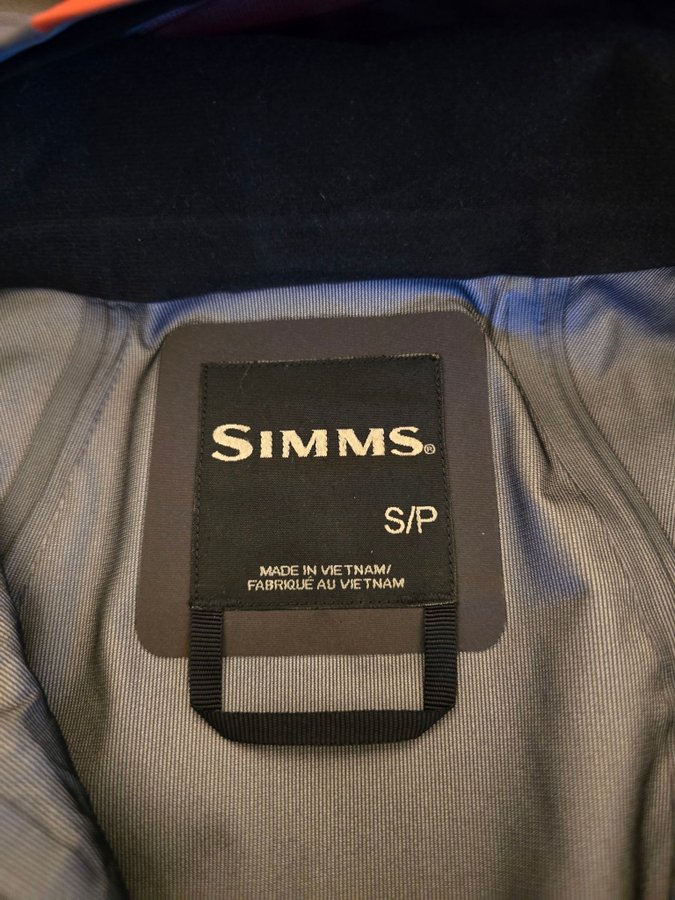 SIMMS®
S/P
MADE IN VIETNAM/
FABRIQUÉ AU VIETNAM